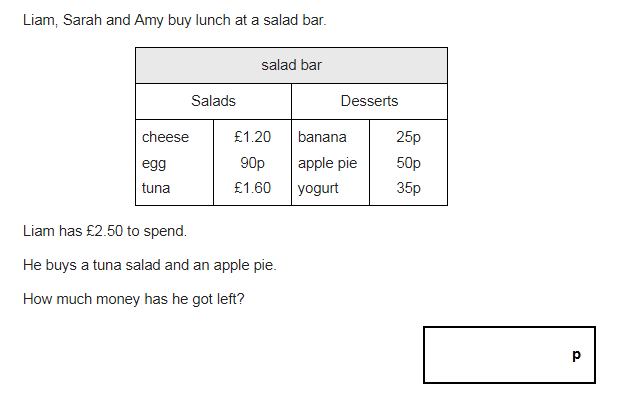 Liam, Sarah and Amy buy lunch at a salad bar.
salad bar
Salads Desserts
cheese £1.20 banana 25p
egg 90p apple pie 50p
tuna £1.60 yogurt 35p
Liam has £2.50 to spend.
He buys a tuna salad and an apple pie.
How much money has he got left?
p